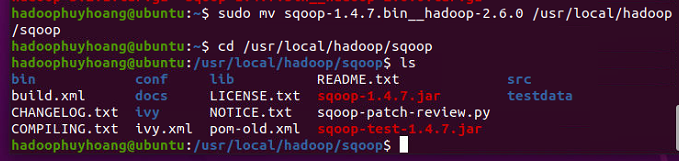 hadoophuyhoang@ubuntu:~$ sudo mv sqoop-1.4.7.bin__hadoop-2.6.0 /usr/local/hadoop
/sqoop
hadoophuyhoang@ubuntu:~$ cd /usr/local/hadoop/sqoop
hadoophuyhoang@ubuntu:/usr/local/hadoop/sqoop$ ls
bin conf lib README.txt src
build.xml docs LICENSE.txt sqoop-1.4.7.jar testdata
CHANGELOG.txt ivy NOTICE.txt sqoop-patch-review.py
COMPILING.txt ivy.xml pom-old.xml sqoop-test-1.4.7.jar
hadoophuyhoang@ubuntu:/usr/local/hadoop/sqoop$